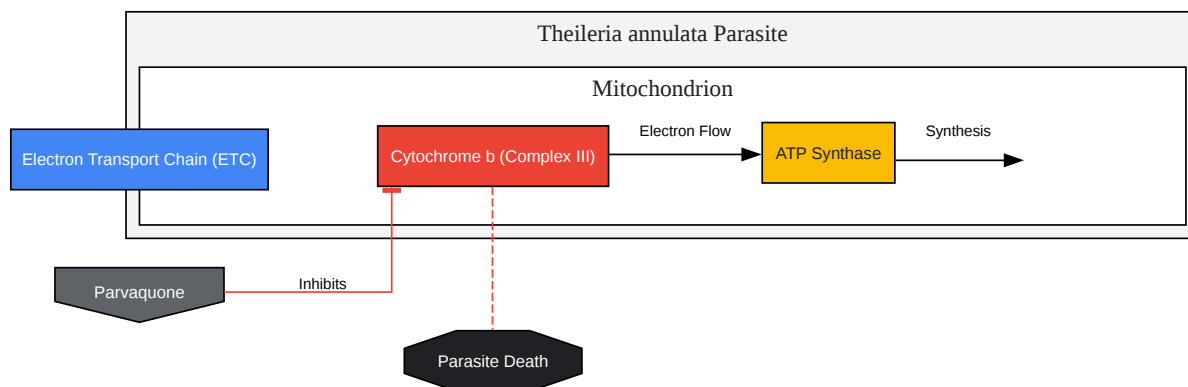 Theileria annulata Parasite
Mitochondrion
Electron Transport Chain (ETC)
Cytochrome b (Complex III)
Electron Flow
ATP Synthase
Synthesis
Parvaquone
Inhibits
Parasite Death